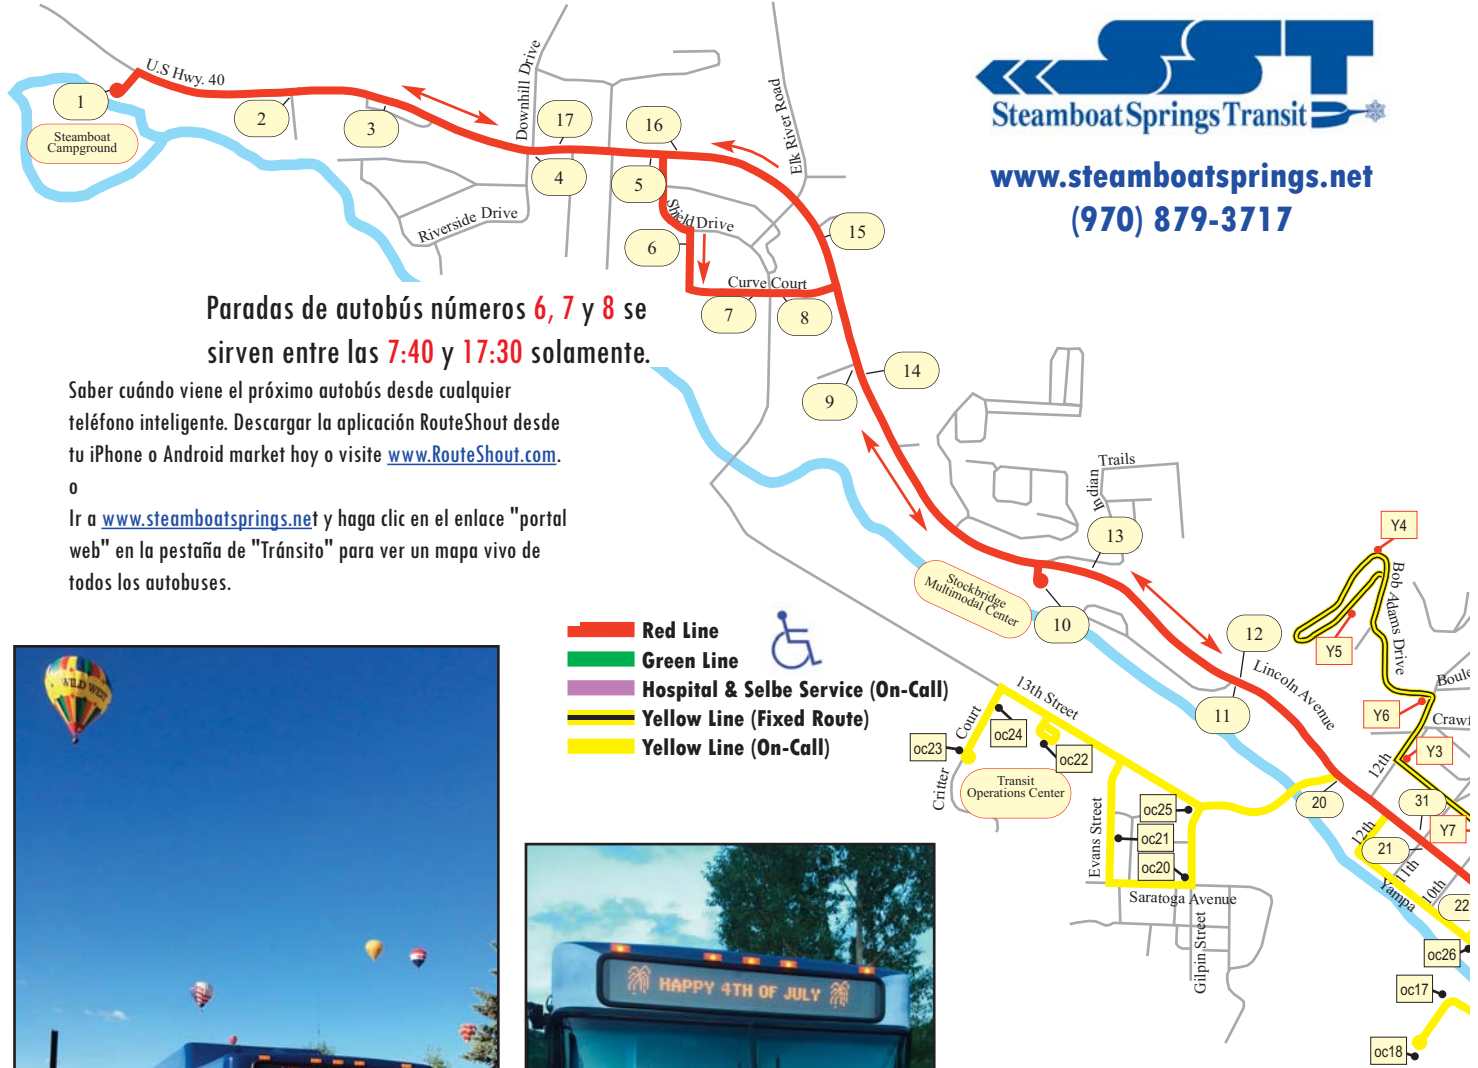 SST
Steamboat Springs Transit
www.steamboatsprings.net
(970) 879-3717
U.S Hwy. 40
1
Steamboat
Campground
2
3
Downhill Drive
17
4
16
5
Elk River Road
Riverside Drive
Shield Drive
6
15
Curve Court
7
8
Paradas de autobús números 6, 7 y 8 se
sirven entre las 7:40 y 17:30 solamente.
14
9
Saber cuándo viene el próximo autobús desde cualquier
teléfono inteligente. Descargar la aplicación RouteShout desde
tu iPhone o Android market hoy o visite www.RouteShout.com.
o
Ir a www.steamboatsprings.net y haga clic en el enlace "portal
web" en la pestaña de "Tránsito" para ver un mapa vivo de
todos los autobuses.
Indian Trails
13
Stockbridge
Multimodal Center
10
12
11
Lincoln Avenue
Y4
Bob Adams Drive
Y5
Y6
Y3
Y7
Red Line
Green Line
Hospital & Selbe Service (On-Call)
Yellow Line (Fixed Route)
Yellow Line (On-Call)
13th Street
Critter Court
oc23
oc24
oc22
Transit
Operations Center
Evans Street
oc25
oc21
oc20
Saratoga Avenue
Gilpin Street
20
12th
31
12th
21
11th
10th
Yampa
22
oc26
oc17
oc18
WILD WEST
HAPPY 4TH OF JULY